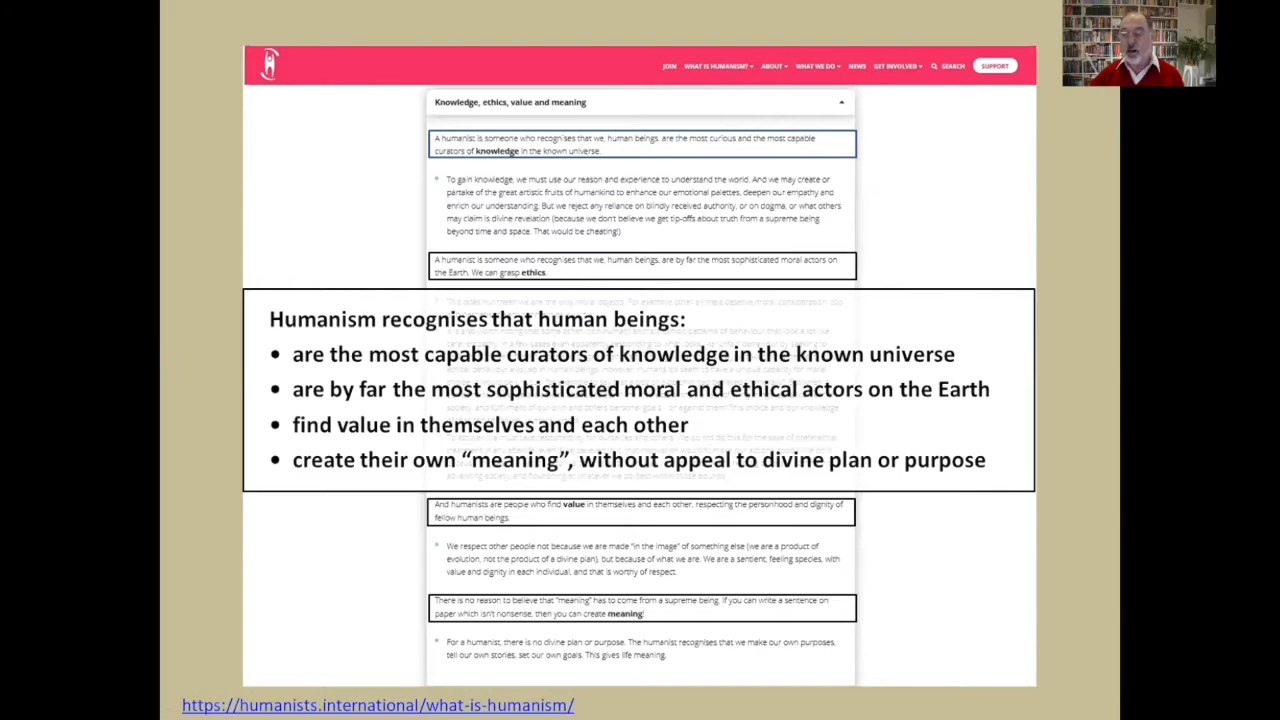 JOIN WHAT IS HUMANISM? ABOUT WHAT WE DO NEWS GET INVOLVED SEARCH SUPPORT
Knowledge, ethics, value and meaning
A humanist is someone who recognises that we, human beings, are the most curious and the most capable
curators of knowledge in the known universe.
To gain knowledge, we must use our reason and experience to understand the world. And we may create or
partake of the great artistic fruits of humankind to enhance our emotional palettes, deepen our empathy and
enrich our understanding. But we reject any reliance on blindly received authority, or on dogma, or what others
may claim is divine revelation (because we don't believe we get tip-offs about truth from a supreme being
beyond time and space. That would be cheating!)
A humanist is someone who recognises that we, human beings, are by far the most sophisticated moral actors on
the Earth. We can grasp ethics.
Humanism recognises that human beings:
• are the most capable curators of knowledge in the known universe
• are by far the most sophisticated moral and ethical actors on the Earth
• find value in themselves and each other
• create their own “meaning”, without appeal to divine plan or purpose
And humanists are people who find value in themselves and each other, respecting the personhood and dignity of
fellow human beings.
We respect other people not because we are made "in the image" of something else (we are a product of
evolution, not the product of a divine plan), but because of what we are. We are a sentient, feeling species, with
value and dignity in each individual, and that is worthy of respect.
There is no reason to believe that "meaning" has to come from a supreme being. If you can write a sentence on
paper which isn't nonsense, then you can create meaning!
For a humanist, there is no divine plan or purpose. The humanist recognises that we make our own purposes,
tell our own stories, set our own goals. This gives life meaning.
https://humanists.international/what-is-humanism/